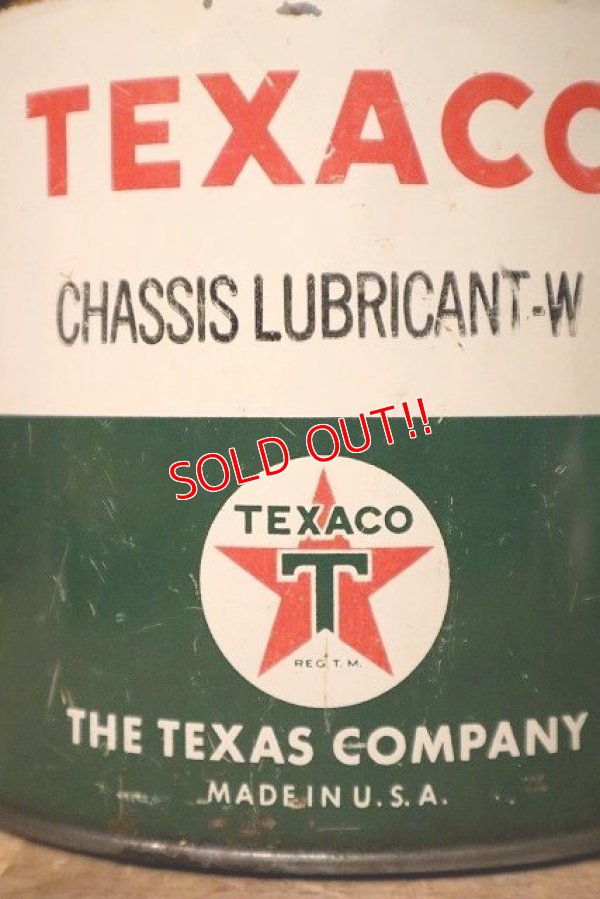 TEXACO
CHASSIS LUBRICANT-W
SOLD OUT!!
TEXACO
T
REG. T. M.
THE TEXAS COMPANY
MADE IN U.S.A.